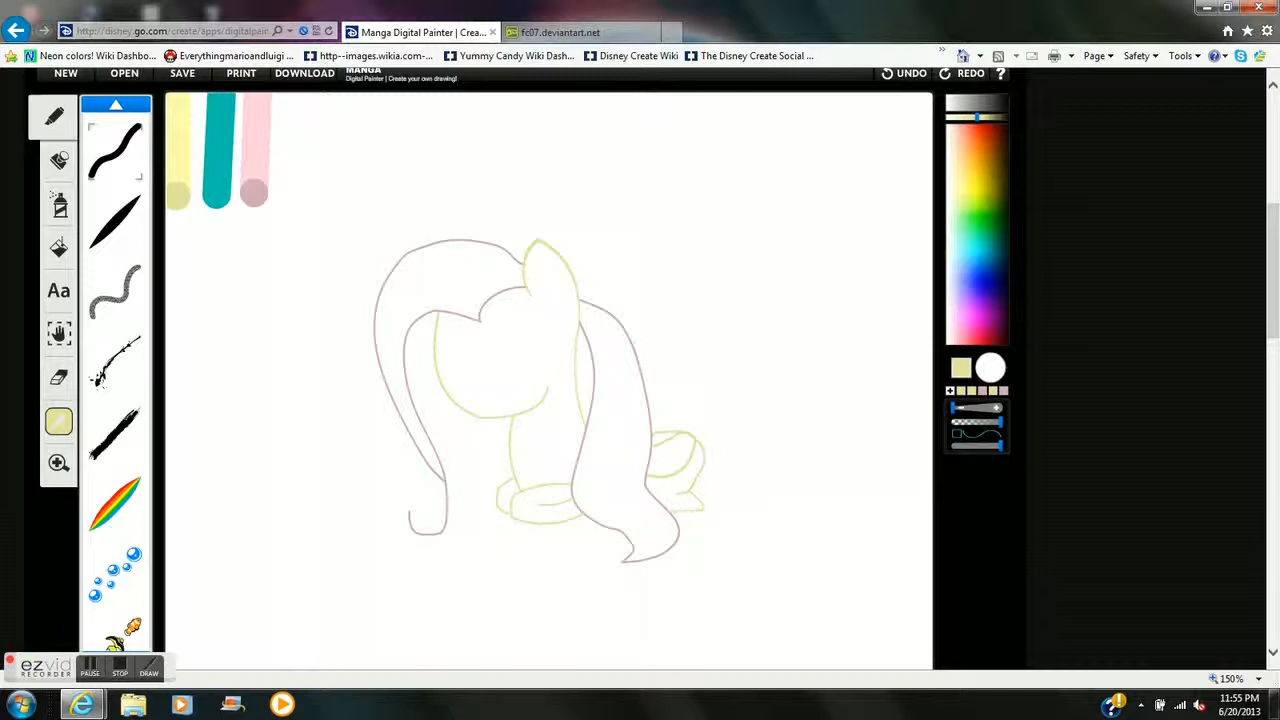 http://disney.go.com/create/apps/digitalpain
Manga Digital Painter | Crea...
fc07.deviantart.net
Neon colors! Wiki Dashbo...
Everythingmarioandluigi ...
http--images.wikia.com-...
Yummy Candy Wiki Dash...
Disney Create Wiki
The Disney Create Social ...
Page
Safety
Tools
NEW
OPEN
SAVE
PRINT
DOWNLOAD
MANGA
Digital Painter | Create your own drawing!
UNDO
REDO
?
Aa
ezvid
RECORDER
PAUSE
STOP
DRAW
150%
11:55 PM
6/20/2013